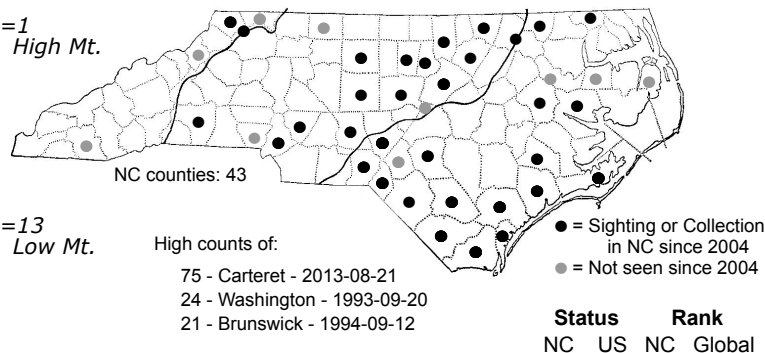 =1
High Mt.
NC counties: 43
=13
Low Mt.
High counts of:
75 - Carteret - 2013-08-21
24 - Washington - 1993-09-20
21 - Brunswick - 1994-09-12
= Sighting or Collection
in NC since 2004
= Not seen since 2004
Status Rank
NC US NC Global